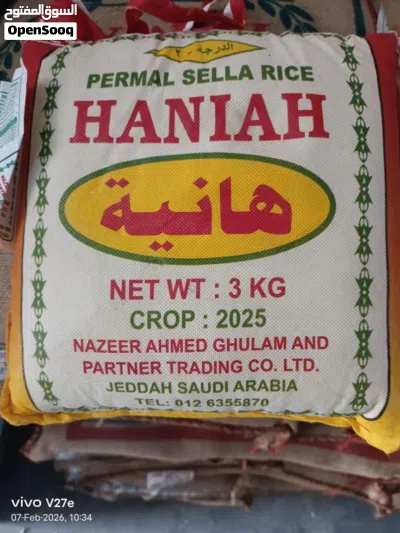 السوق المفتوح
OpenSooq
الدرجة - ٢
PERMAL SELLA RICE
HANIAH
هانية
NET WT : 3 KG
CROP : 2025
NAZEER AHMED GHULAM AND
PARTNER TRADING CO. LTD.
JEDDAH SAUDI ARABIA
TEL: 012 6355870
vivo V27e
07-Feb-2026, 10:34